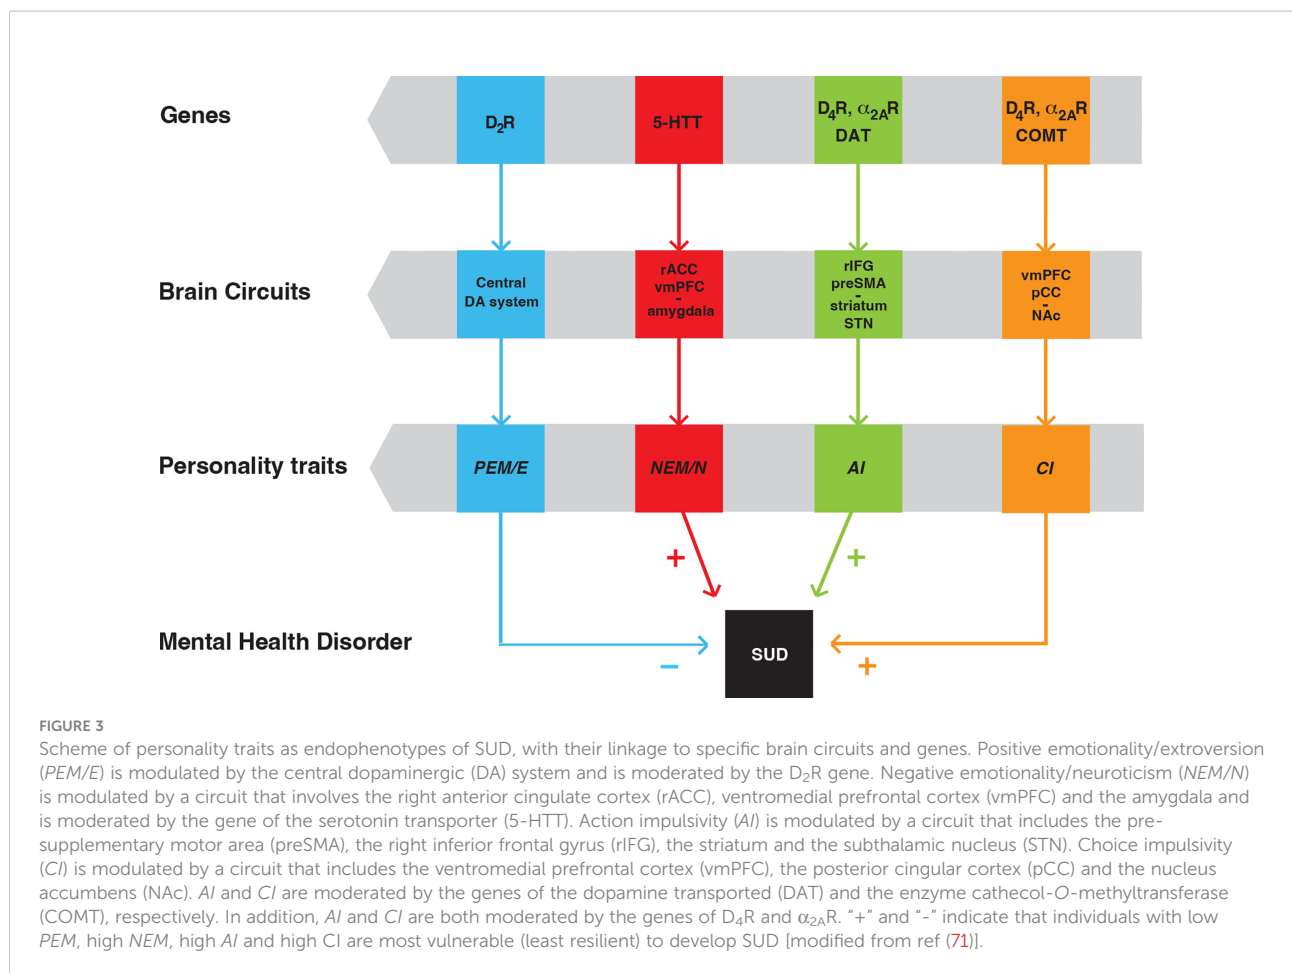 Genes
D₂R
5-HTT
D₄R, α₂ₐR
DAT
D₄R, α₂ₐR
COMT
Brain Circuits
Central
DA system
rACC
vmPFC
-
amygdala
rIFG
preSMA
-
striatum
STN
vmPFC
pCC
-
NAc
Personality traits
PEM/E
NEM/N
AI
CI
+
+
Mental Health Disorder
SUD
−
+
FIGURE 3
Scheme of personality traits as endophenotypes of SUD, with their linkage to specific brain circuits and genes. Positive emotionality/extroversion
(PEM/E) is modulated by the central dopaminergic (DA) system and is moderated by the D₂R gene. Negative emotionality/neuroticism (NEM/N)
is modulated by a circuit that involves the right anterior cingulate cortex (rACC), ventromedial prefrontal cortex (vmPFC) and the amygdala and
is moderated by the gene of the serotonin transporter (5-HTT). Action impulsivity (AI) is modulated by a circuit that includes the pre-
supplementary motor area (preSMA), the right inferior frontal gyrus (rIFG), the striatum and the subthalamic nucleus (STN). Choice impulsivity
(CI) is modulated by a circuit that includes the ventromedial prefrontal cortex (vmPFC), the posterior cingular cortex (pCC) and the nucleus
accumbens (NAc). AI and CI are moderated by the genes of the dopamine transported (DAT) and the enzyme cathecol-O-methyltransferase
(COMT), respectively. In addition, AI and CI are both moderated by the genes of D₄R and α₂ₐR. “+” and “-” indicate that individuals with low
PEM, high NEM, high AI and high CI are most vulnerable (least resilient) to develop SUD [modified from ref (71)].